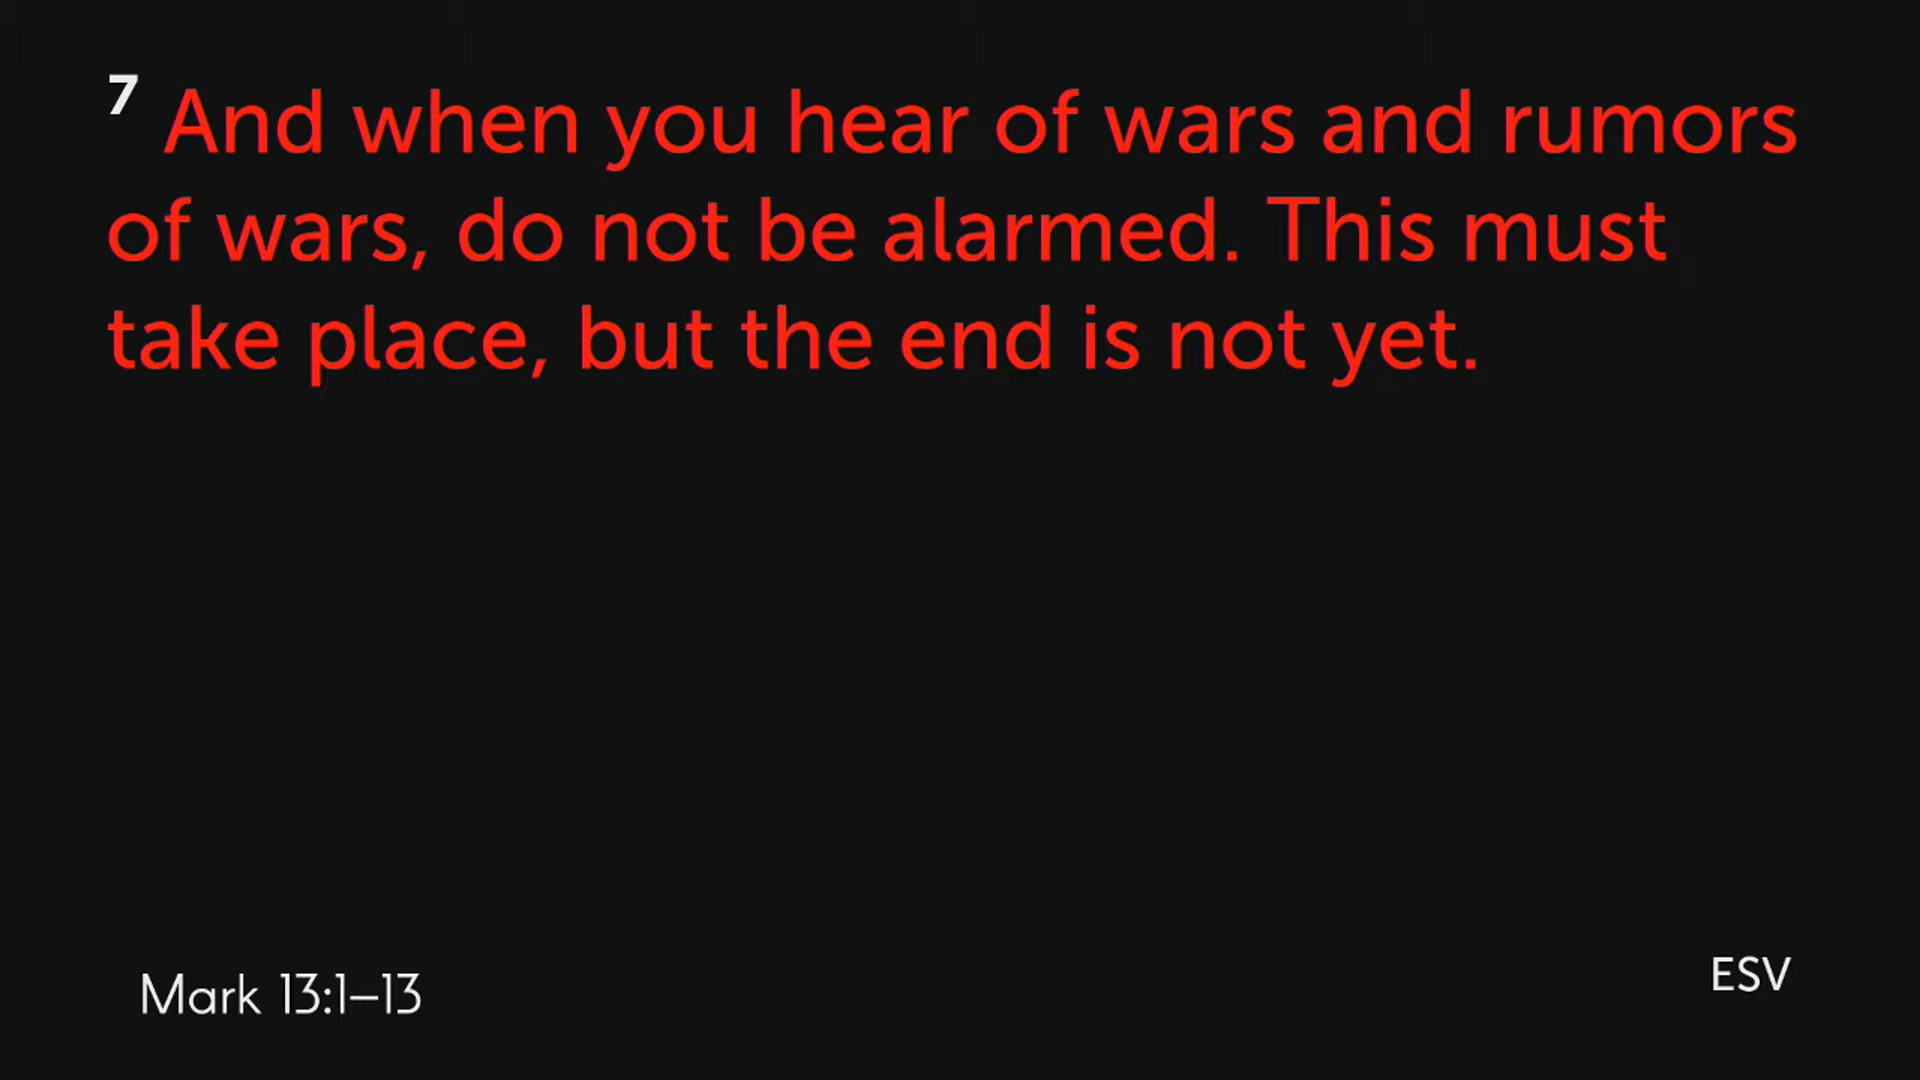 7 And when you hear of wars and rumors
of wars, do not be alarmed. This must
take place, but the end is not yet.
Mark 13:1–13
ESV